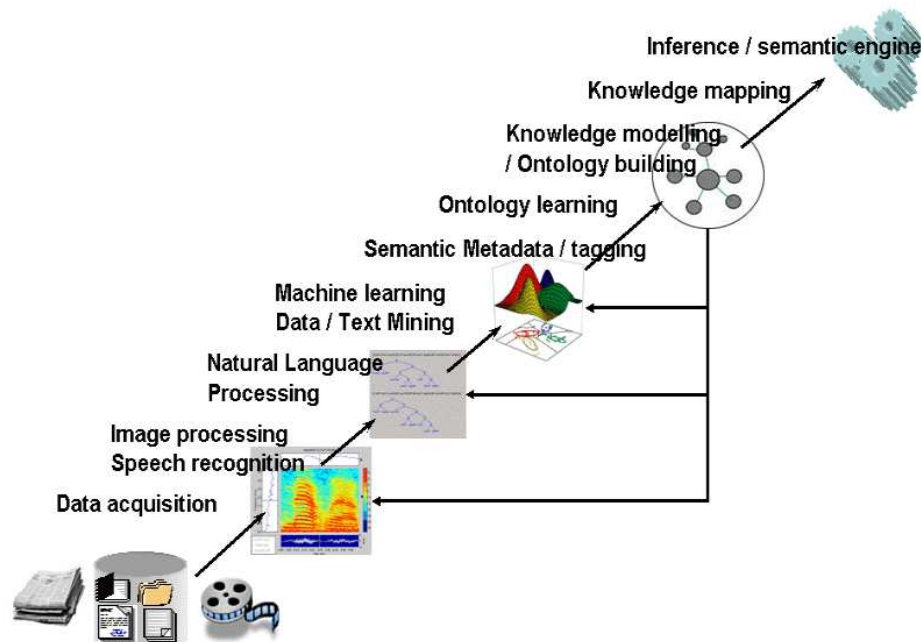 Inference / semantic engine
Knowledge mapping
Knowledge modelling
/ Ontology building
Ontology learning
Semantic Metadata / tagging
Machine learning
Data / Text Mining
Natural Language
Processing
Image processing
Speech recognition
Data acquisition